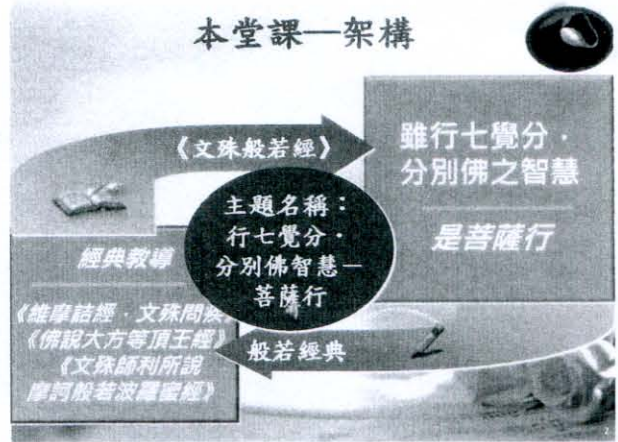 本堂課—架構
《文殊般若經》
雖行七覺分．
分別佛之智慧
是菩薩行
主題名稱：
行七覺分．
分別佛智慧—
菩薩行
經典教導
《維摩詰經．文殊問疾》
《佛說大方等頂王經》
《文殊師利所說
摩訶般若波羅蜜經》
般若經典
2